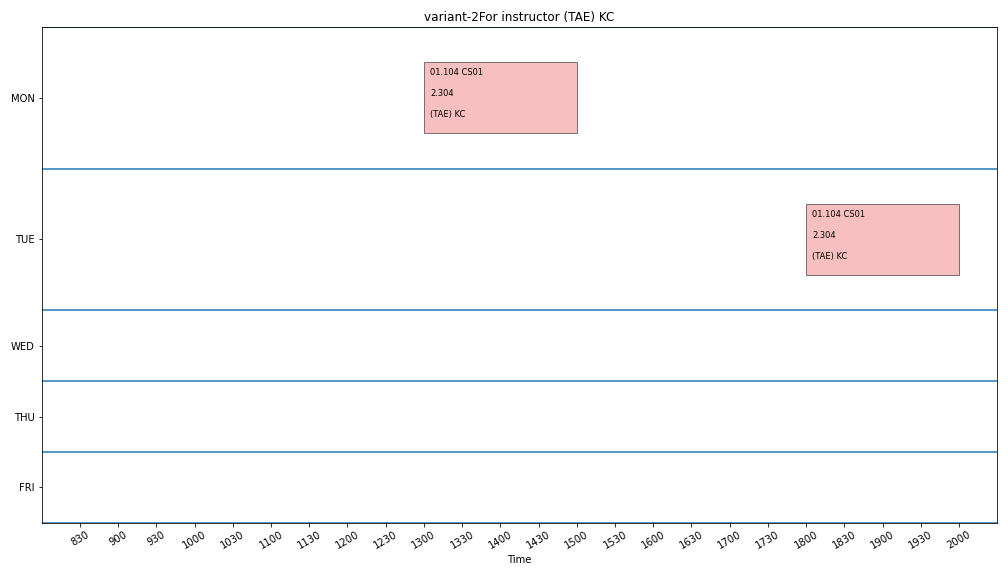 variant-2For instructor (TAE) KC
MON
01.104 CS01
2.304
(TAE) KC
TUE
01.104 CS01
2.304
(TAE) KC
WED
THU
FRI
830 900 930 1000 1030 1100 1130 1200 1230 1300 1330 1400 1430 1500 1530 1600 1630 1700 1730 1800 1830 1900 1930 2000
Time